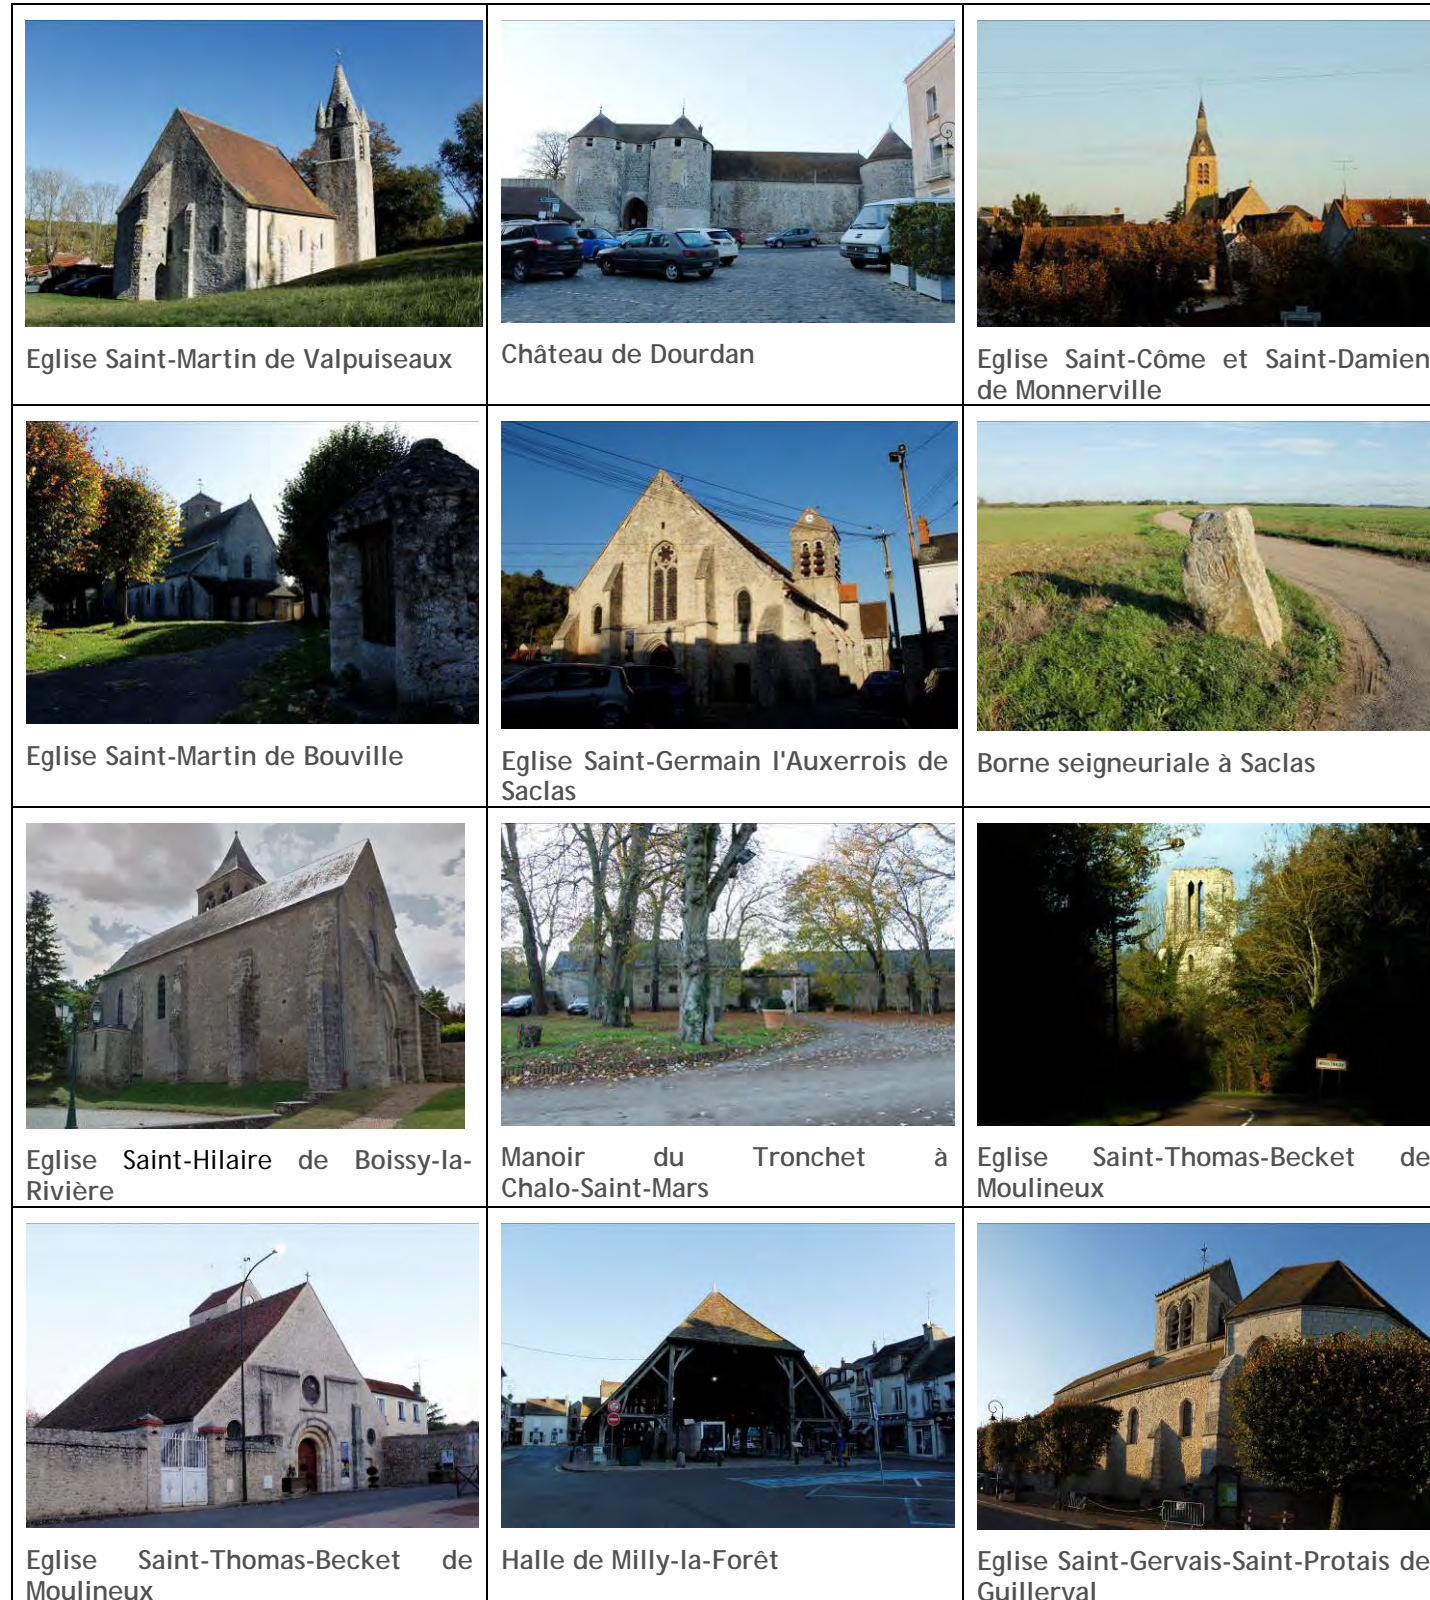 Eglise Saint-Martin de Valpuiseaux
Château de Dourdan
Eglise Saint-Côme et Saint-Damien
de Monnerville
Eglise Saint-Martin de Bouville
Eglise Saint-Germain l'Auxerrois de
Saclas
Borne seigneuriale à Saclas
Eglise Saint-Hilaire de Boissy-la-
Rivière
Manoir du Tronchet à
Chalo-Saint-Mars
Eglise Saint-Thomas-Becket de
Moulineux
Eglise Saint-Thomas-Becket de
Moulineux
Halle de Milly-la-Forêt
Eglise Saint-Gervais-Saint-Protais de
Guillerval